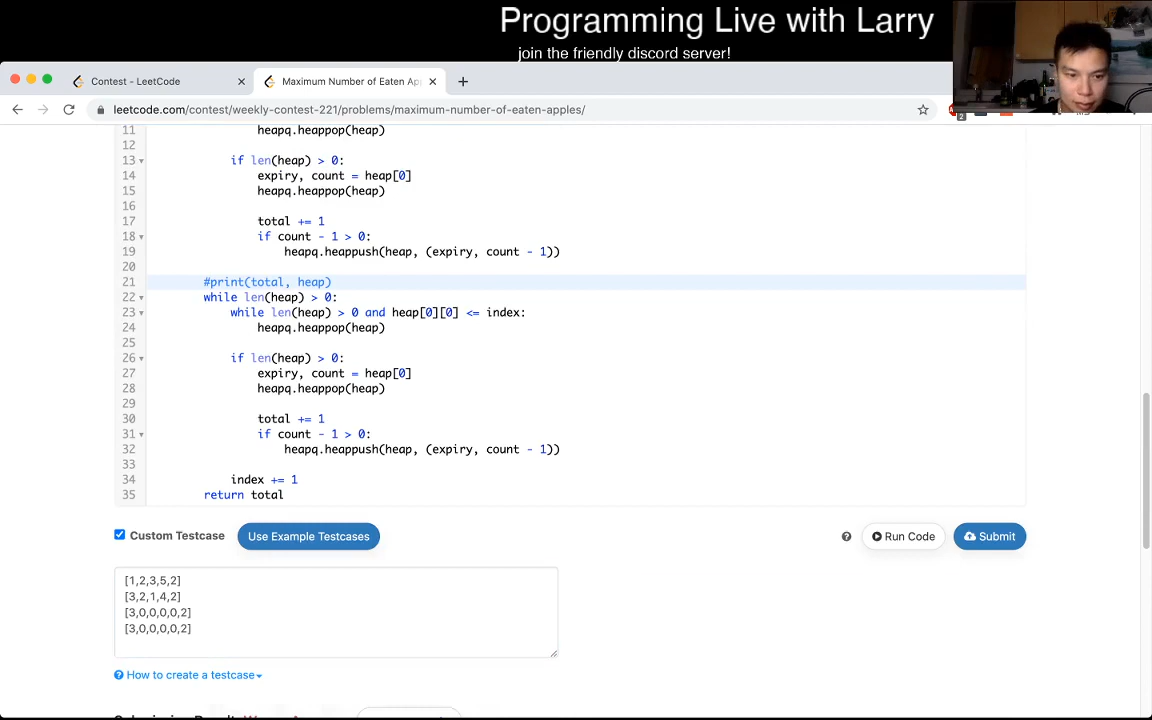 Programming Live with Larry
join the friendly discord server!
Contest – LeetCode
Maximum Number of Eaten Ap
leetcode.com/contest/weekly-contest-221/problems/maximum-number-of-eaten-apples/
2
11 heapq.heappop(heap)
12
13 if len(heap) > 0:
14 expiry, count = heap[0]
15 heapq.heappop(heap)
16
17 total += 1
18 if count - 1 > 0:
19 heapq.heappush(heap, (expiry, count - 1))
20
21 #print(total, heap)
22 while len(heap) > 0:
23 while len(heap) > 0 and heap[0][0] <= index:
24 heapq.heappop(heap)
25
26 if len(heap) > 0:
27 expiry, count = heap[0]
28 heapq.heappop(heap)
29
30 total += 1
31 if count - 1 > 0:
32 heapq.heappush(heap, (expiry, count - 1))
33
34 index += 1
35 return total
Custom Testcase
Use Example Testcases
Run Code
Submit
[1,2,3,5,2]
[3,2,1,4,2]
[3,0,0,0,0,2]
[3,0,0,0,0,2]
How to create a testcase